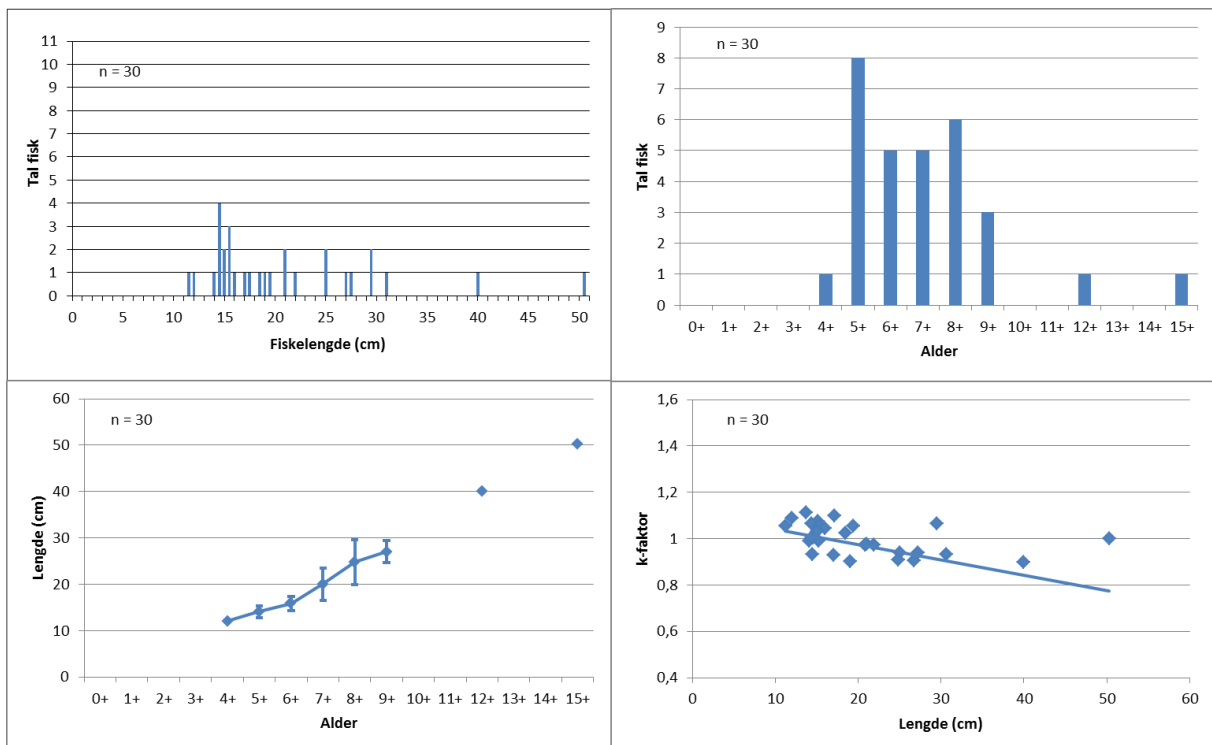 11
10
9
8
7
6
5
4
3
2
1
0
n = 30
Tal fisk
0 5 10 15 20 25 30 35 40 45 50
Fiskelengde (cm)
9
8
7
6
5
4
3
2
1
0
n = 30
Tal fisk
0+ 1+ 2+ 3+ 4+ 5+ 6+ 7+ 8+ 9+ 10+ 11+ 12+ 13+ 14+ 15+
Alder
60
50
40
30
20
10
0
n = 30
Lengde (cm)
0+ 1+ 2+ 3+ 4+ 5+ 6+ 7+ 8+ 9+ 10+ 11+ 12+ 13+ 14+ 15+
Alder
1,6
1,4
1,2
1
0,8
0,6
0,4
n = 30
k-faktor
0 10 20 30 40 50 60
Lengde (cm)